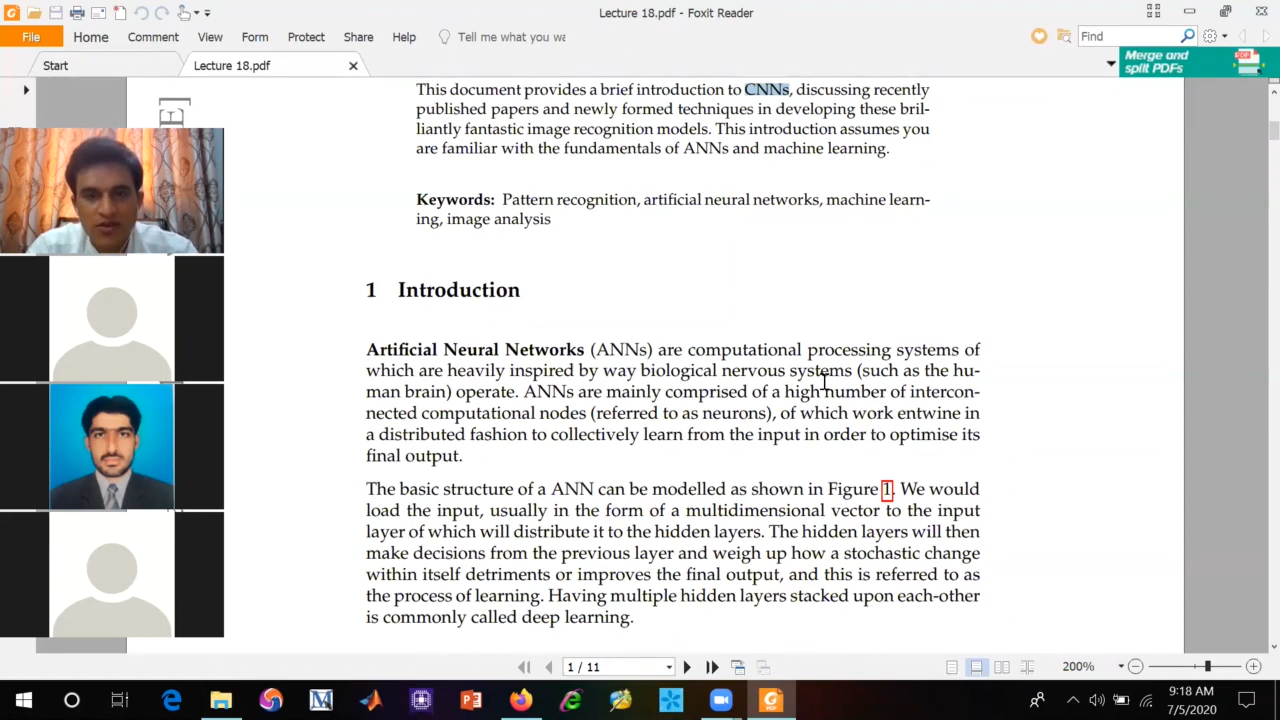 Lecture 18.pdf - Foxit Reader
File Home Comment View Form Protect Share Help Tell me what you wa Find
Start Lecture 18.pdf Merge and
split PDFs
This document provides a brief introduction to CNNs, discussing recently
published papers and newly formed techniques in developing these bril-
liantly fantastic image recognition models. This introduction assumes you
are familiar with the fundamentals of ANNs and machine learning.
Keywords: Pattern recognition, artificial neural networks, machine learn-
ing, image analysis
1 Introduction
Artificial Neural Networks (ANNs) are computational processing systems of
which are heavily inspired by way biological nervous systems (such as the hu-
man brain) operate. ANNs are mainly comprised of a high number of intercon-
nected computational nodes (referred to as neurons), of which work entwine in
a distributed fashion to collectively learn from the input in order to optimise its
final output.
The basic structure of a ANN can be modelled as shown in Figure 1. We would
load the input, usually in the form of a multidimensional vector to the input
layer of which will distribute it to the hidden layers. The hidden layers will then
make decisions from the previous layer and weigh up how a stochastic change
within itself detriments or improves the final output, and this is referred to as
the process of learning. Having multiple hidden layers stacked upon each-other
is commonly called deep learning.
1 / 11 200%
9:18 AM
7/5/2020